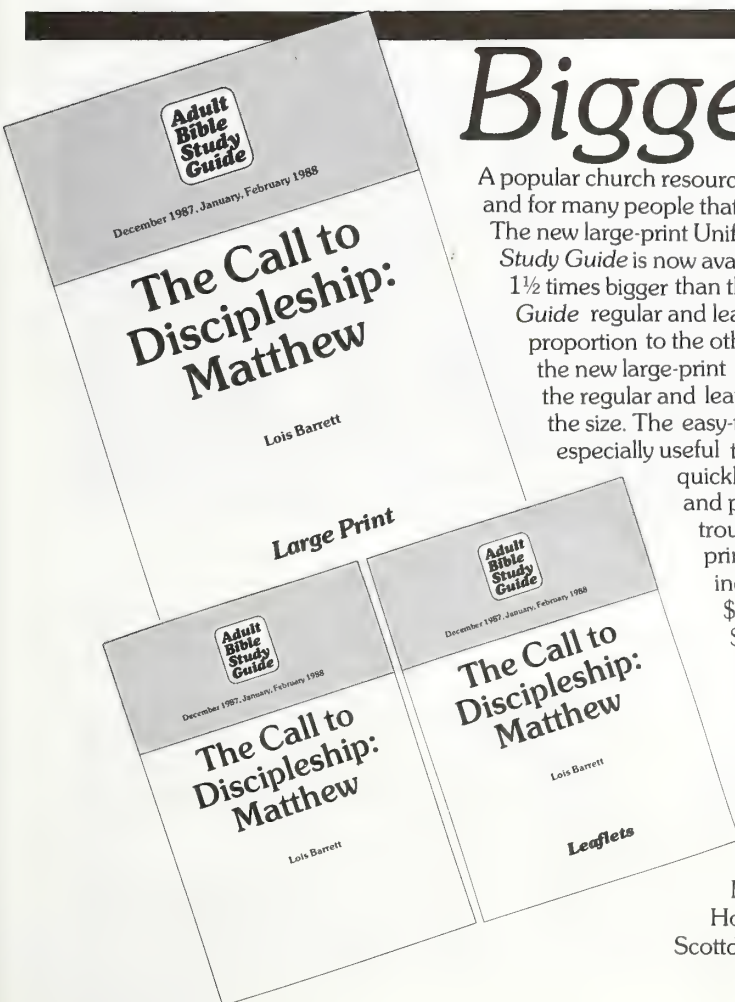 Adult
Bible
Study
Guide
December 1987, January, February 1988
The Call to
Discipleship:
Matthew
Lois Barrett
Large Print
Adult
Bible
Study
Guide
December 1987, January, February 1988
The Call to
Discipleship:
Matthew
Lois Barrett
Adult
Bible
Study
Guide
December 1987, January, February 1988
The Call to
Discipleship:
Matthew
Lois Barrett
Leaflets
Bigge
A popular church resourc
and for many people that
The new large-print Unif
Study Guide is now ava
1½ times bigger than t
Guide regular and lea
proportion to the oth
the new large-print
the regular and lea
the size. The easy-
especially useful t
quickl
and p
trou
prin
in
$
Ho
Scottd